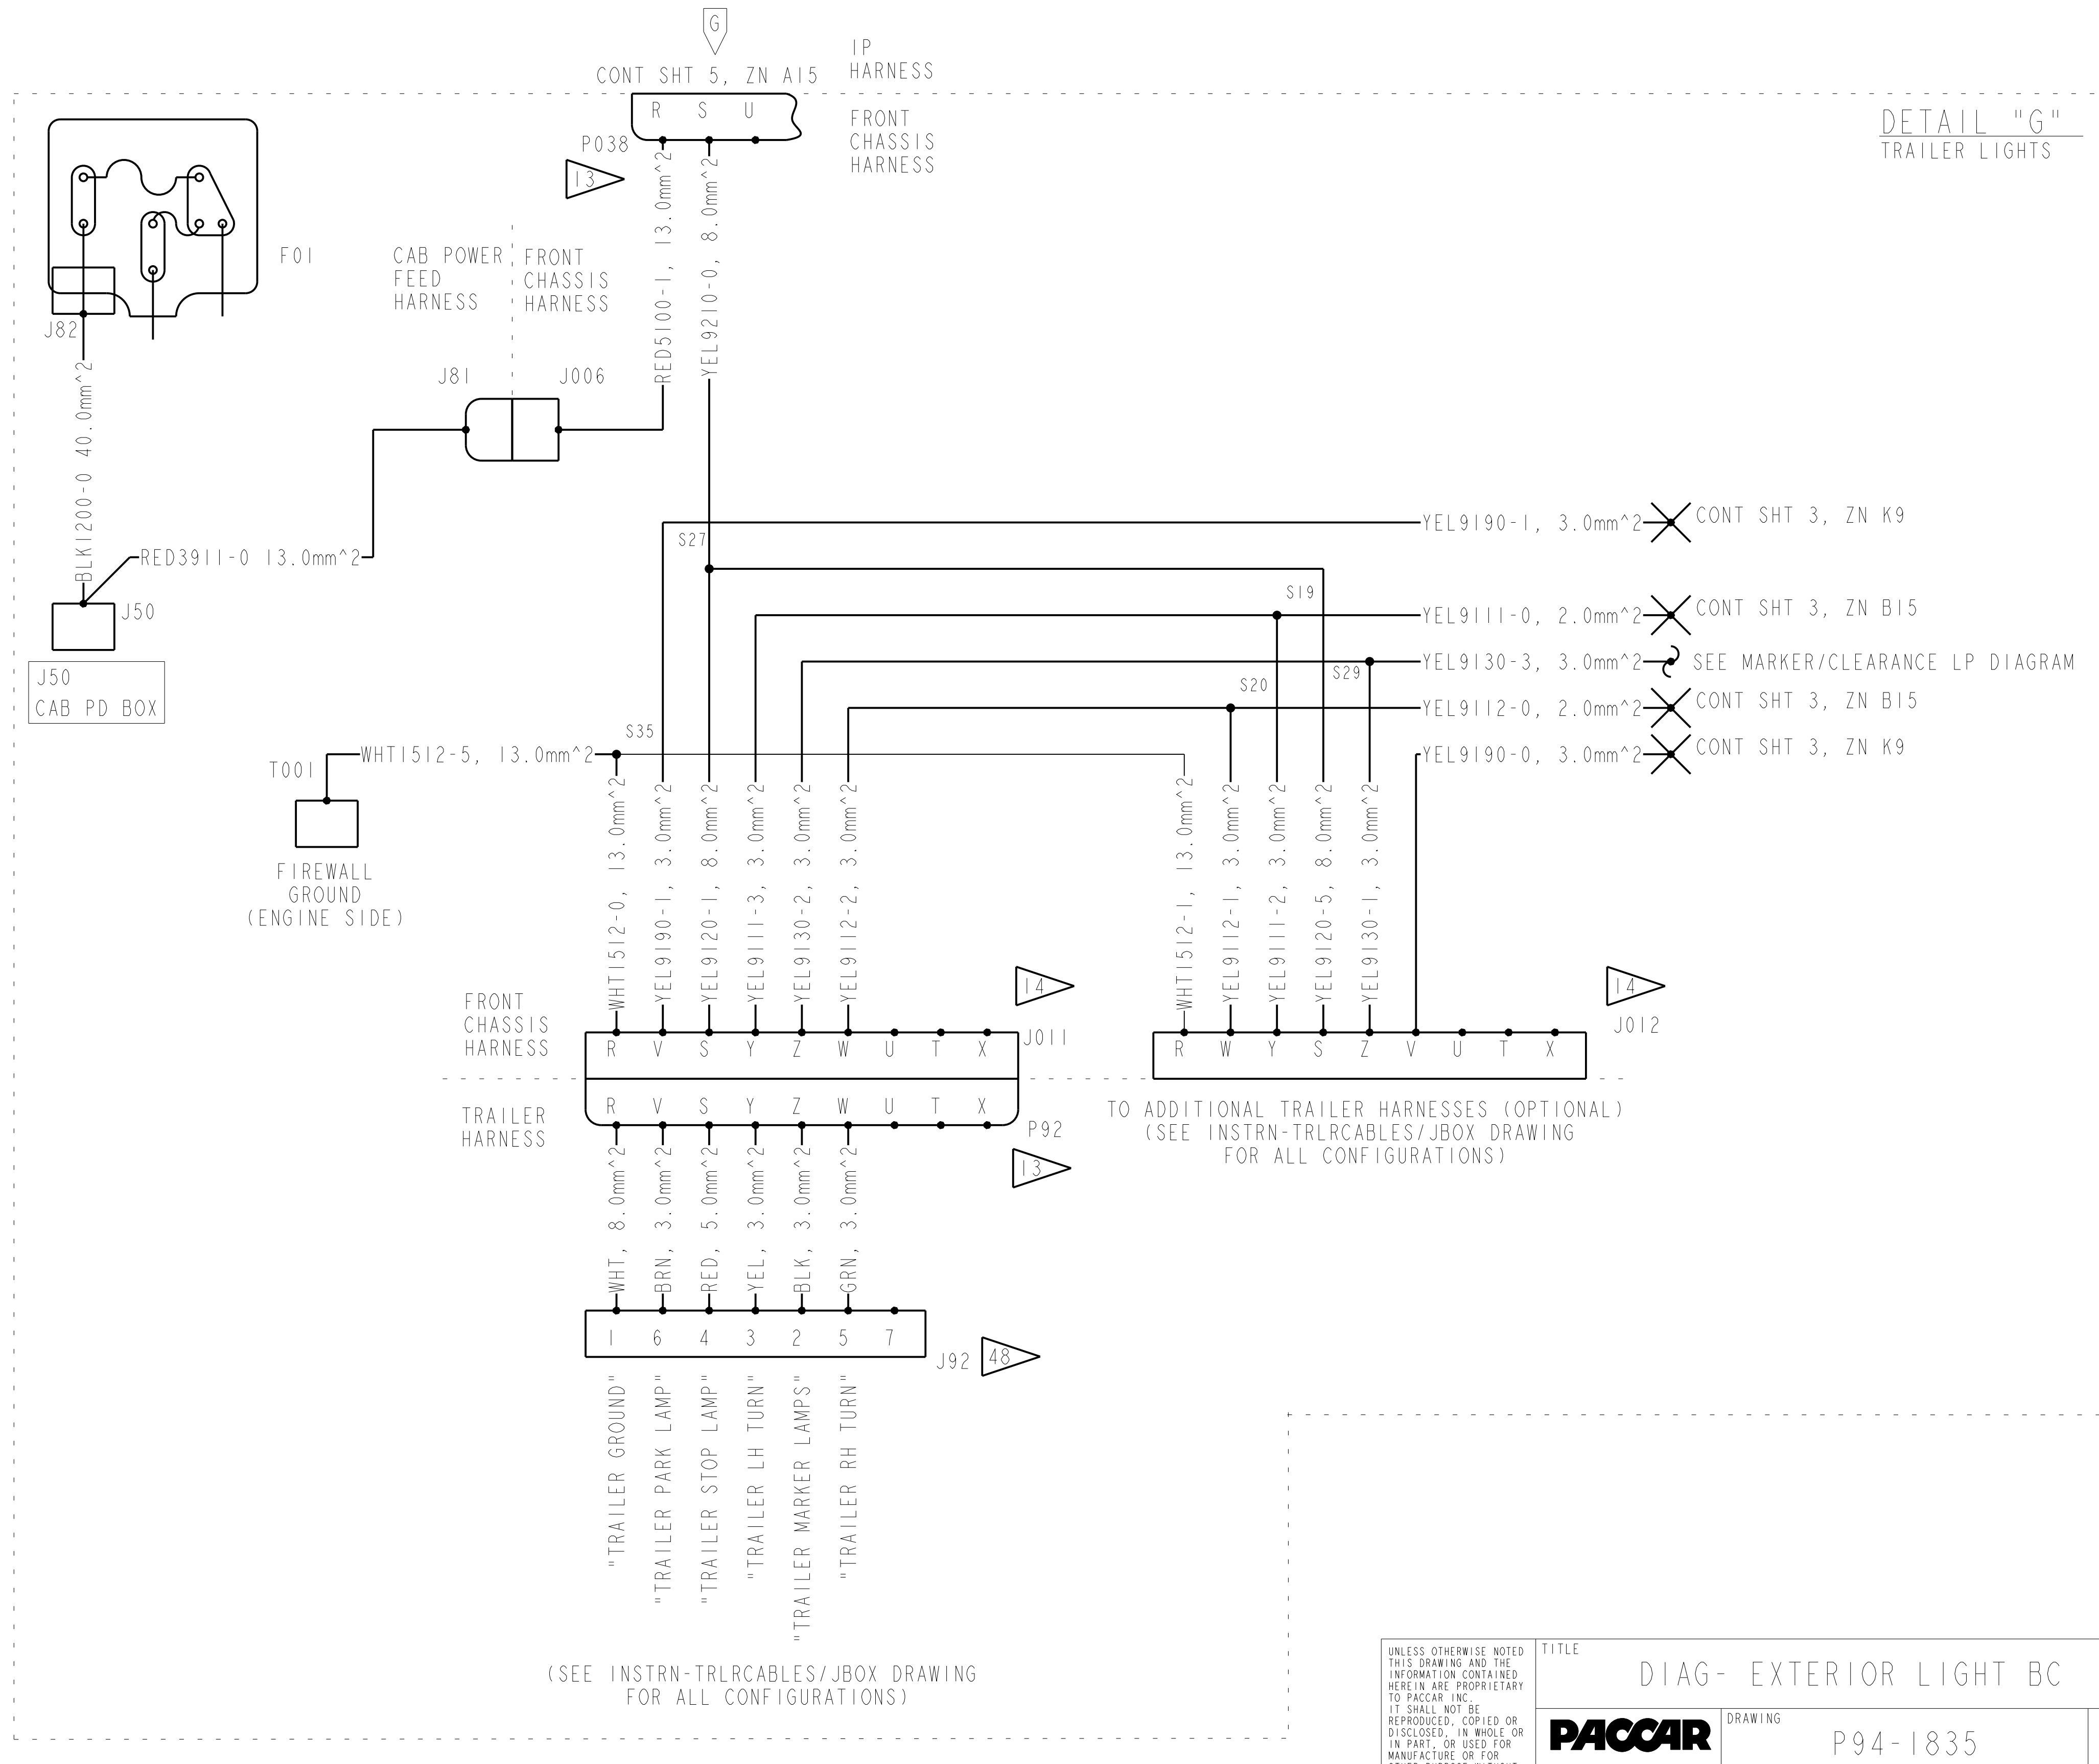 G
CONT SHT 5, ZN A15
IP
HARNESS
FRONT
CHASSIS
HARNESS
DETAIL "G"
TRAILER LIGHTS
R S U
P038
13
F01
J82
CAB POWER
FEED
HARNESS
FRONT
CHASSIS
HARNESS
J81
J006
RED5100-1, 13.0mm^2
YEL9210-0, 8.0mm^2
BLK1200-0 40.0mm^2
RED3911-0 13.0mm^2
J50
J50
CAB PD BOX
S27
YEL9190-1, 3.0mm^2
CONT SHT 3, ZN K9
S19
YEL9111-0, 2.0mm^2
CONT SHT 3, ZN B15
S29
YEL9130-3, 3.0mm^2
SEE MARKER/CLEARANCE LP DIAGRAM
S20
YEL9112-0, 2.0mm^2
CONT SHT 3, ZN B15
S35
YEL9190-0, 3.0mm^2
CONT SHT 3, ZN K9
T001
WHT1512-5, 13.0mm^2
FIREWALL
GROUND
(ENGINE SIDE)
WHT1512-0, 13.0mm^2
YEL9190-1, 3.0mm^2
YEL9120-1, 8.0mm^2
YEL9111-3, 3.0mm^2
YEL9130-2, 3.0mm^2
YEL9112-2, 3.0mm^2
WHT1512-1, 13.0mm^2
YEL9112-1, 3.0mm^2
YEL9111-2, 3.0mm^2
YEL9120-5, 8.0mm^2
YEL9130-1, 3.0mm^2
14
14
FRONT
CHASSIS
HARNESS
R V S Y Z W U T X
J011
R W Y S Z V U T X
J012
TRAILER
HARNESS
R V S Y Z W U T X
P92
13
TO ADDITIONAL TRAILER HARNESSES (OPTIONAL)
(SEE INSTRN-TRLRCABLES/JBOX DRAWING
FOR ALL CONFIGURATIONS)
WHT, 8.0mm^2
BRN, 3.0mm^2
RED, 5.0mm^2
YEL, 3.0mm^2
BLK, 3.0mm^2
GRN, 3.0mm^2
1 6 4 3 2 5 7
J92
48
"TRAILER GROUND"
"TRAILER PARK LAMP"
"TRAILER STOP LAMP"
"TRAILER LH TURN"
"TRAILER MARKER LAMPS"
"TRAILER RH TURN"
(SEE INSTRN-TRLRCABLES/JBOX DRAWING
FOR ALL CONFIGURATIONS)
UNLESS OTHERWISE NOTED
THIS DRAWING AND THE
INFORMATION CONTAINED
HEREIN ARE PROPRIETARY
TO PACCAR INC.
IT SHALL NOT BE
REPRODUCED, COPIED OR
DISCLOSED, IN WHOLE OR
IN PART, OR USED FOR
MANUFACTURE OR FOR
TITLE
DIAG- EXTERIOR LIGHT BC
PACCAR
DRAWING
P94-1835